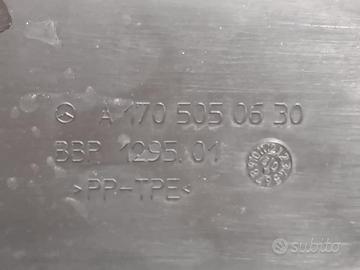 A 170 505 06 30
BBP 1295.01
>PP-TPE<
subito